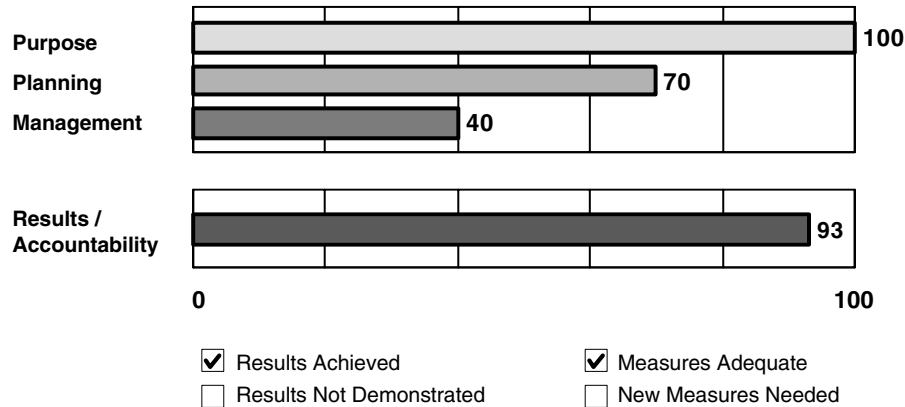 Purpose 100
Planning 70
Management 40
Results /
Accountability 93
0 100
Results Achieved Measures Adequate
Results Not Demonstrated New Measures Needed